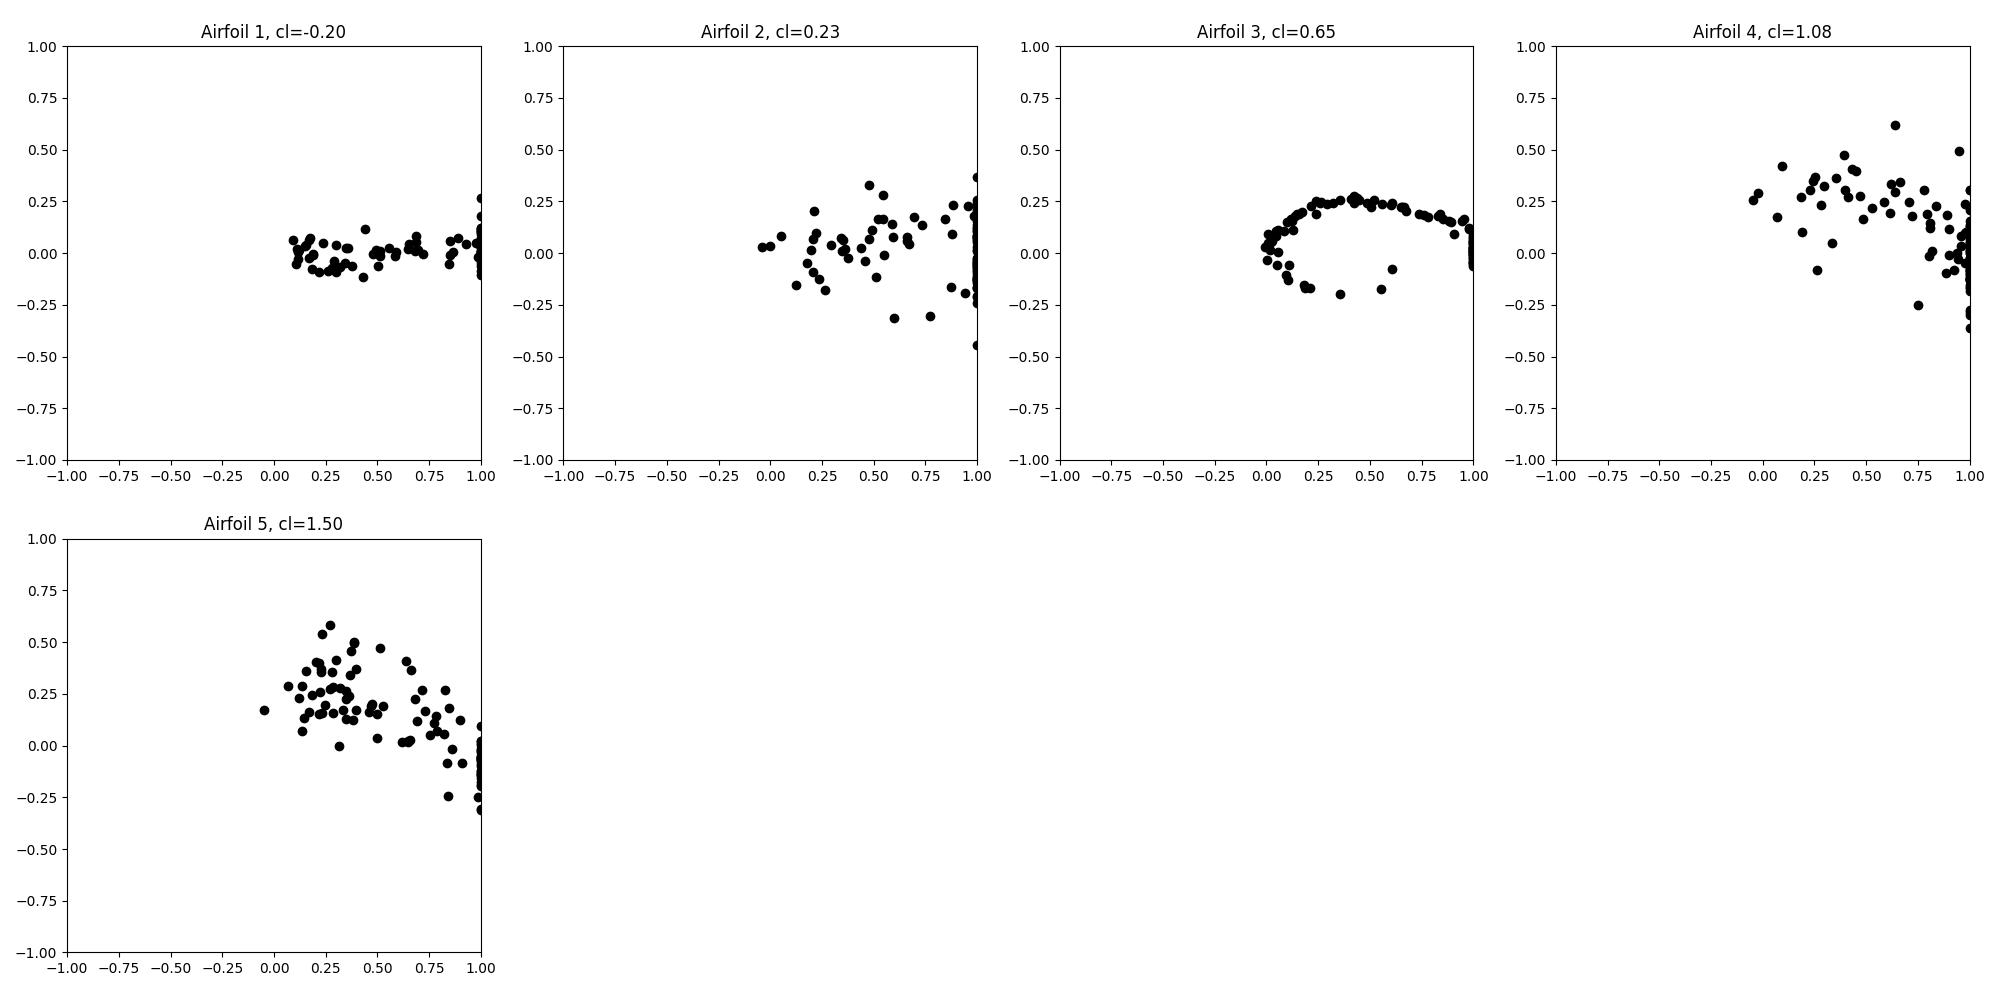 Airfoil 1, cl=-0.20
Airfoil 2, cl=0.23
Airfoil 3, cl=0.65
Airfoil 4, cl=1.08
1.00 1.00 1.00 1.00
0.75 0.75 0.75 0.75
0.50 0.50 0.50 0.50
0.25 0.25 0.25 0.25
0.00 0.00 0.00 0.00
−0.25 −0.25 −0.25 −0.25
−0.50 −0.50 −0.50 −0.50
−0.75 −0.75 −0.75 −0.75
−1.00 −1.00 −1.00 −1.00
−1.00 −0.75 −0.50 −0.25 0.00 0.25 0.50 0.75 1.00
−1.00 −0.75 −0.50 −0.25 0.00 0.25 0.50 0.75 1.00
−1.00 −0.75 −0.50 −0.25 0.00 0.25 0.50 0.75 1.00
−1.00 −0.75 −0.50 −0.25 0.00 0.25 0.50 0.75 1.00
Airfoil 5, cl=1.50
1.00
0.75
0.50
0.25
0.00
−0.25
−0.50
−0.75
−1.00
−1.00 −0.75 −0.50 −0.25 0.00 0.25 0.50 0.75 1.00